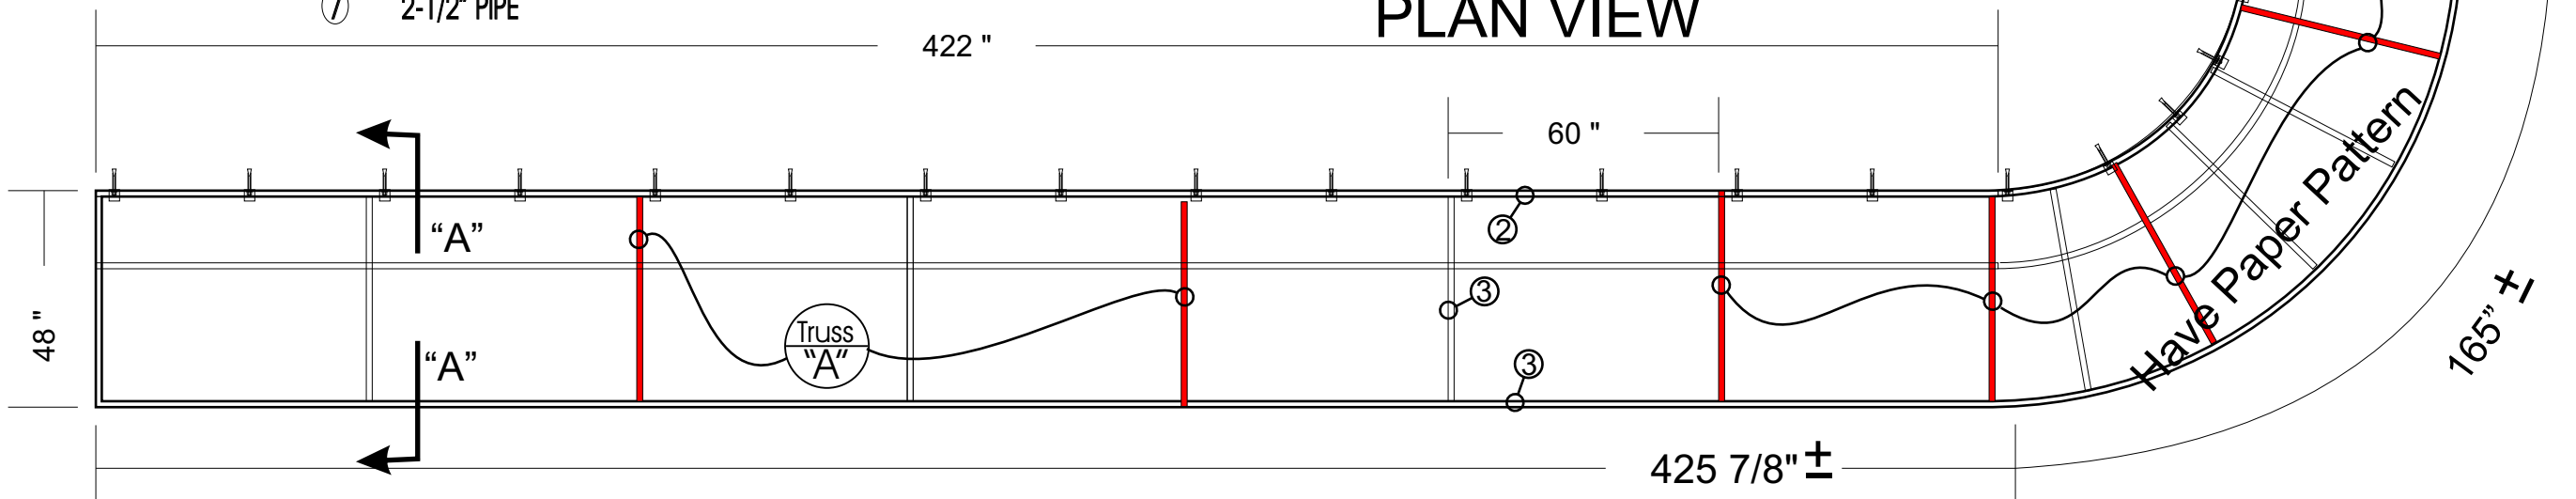 7 2-1/2" PIPE
PLAN VIEW
422 "
60 "
"A"
2
3
48 "
Truss
"A"
"A"
3
Have Paper Pattern
165" ±
425 7/8" ±